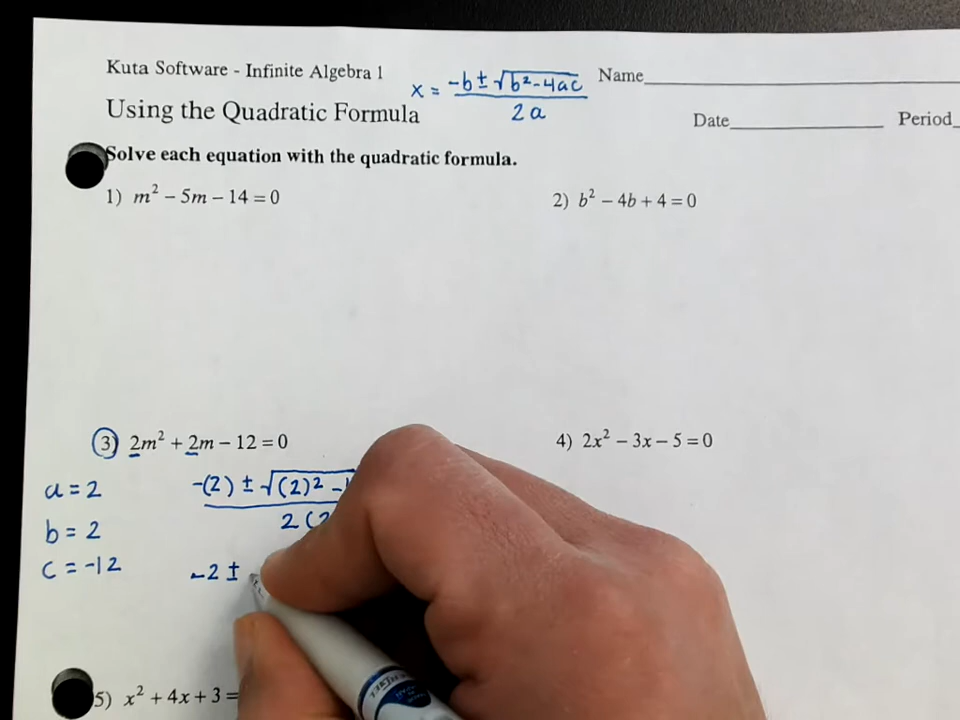 Kuta Software - Infinite Algebra 1
x = -b ± √b² - 4ac / 2a
Name
Using the Quadratic Formula
Date Period
Solve each equation with the quadratic formula.
1) m² − 5m − 14 = 0
2) b² − 4b + 4 = 0
3) 2m² + 2m − 12 = 0
4) 2x² − 3x − 5 = 0
a = 2
-(2) ± √(2)² -
2(2
b = 2
c = -12
-2 ±
5) x² + 4x + 3 =